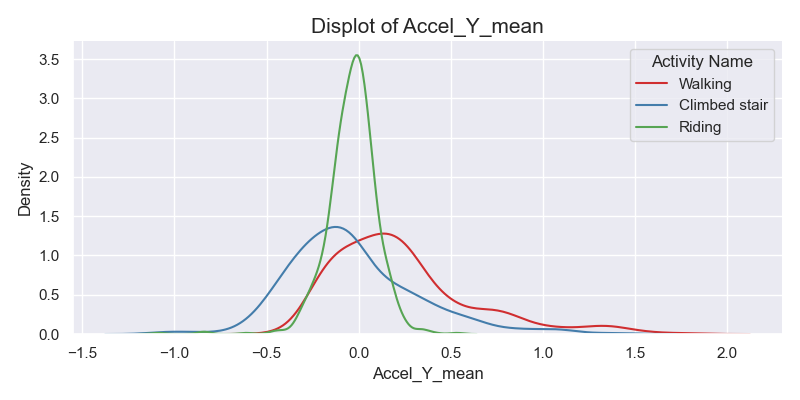 Displot of Accel_Y_mean
Activity Name
Walking
Climbed stair
Riding
Density
3.5
3.0
2.5
2.0
1.5
1.0
0.5
0.0
−1.5 −1.0 −0.5 0.0 0.5 1.0 1.5 2.0
Accel_Y_mean